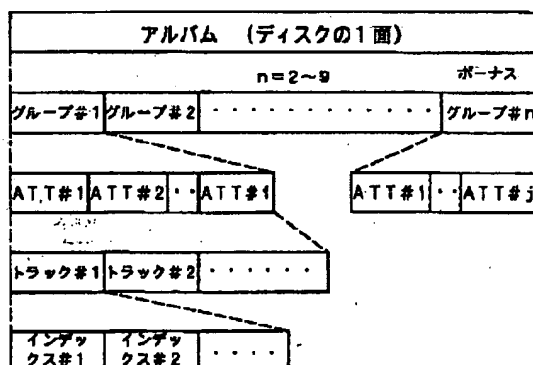 アルバム (ディスクの1面)
n=2~9 ボーナス
グループ#1 グループ#2 ・・・・・・・・・・・・ グループ#n
ATT#1 ATT#2 ・・ ATT#i ATT#1 ・・ ATT#j
トラック#1 トラック#2 ・・・・・・
インデックス#1 インデックス#2 ・・・・